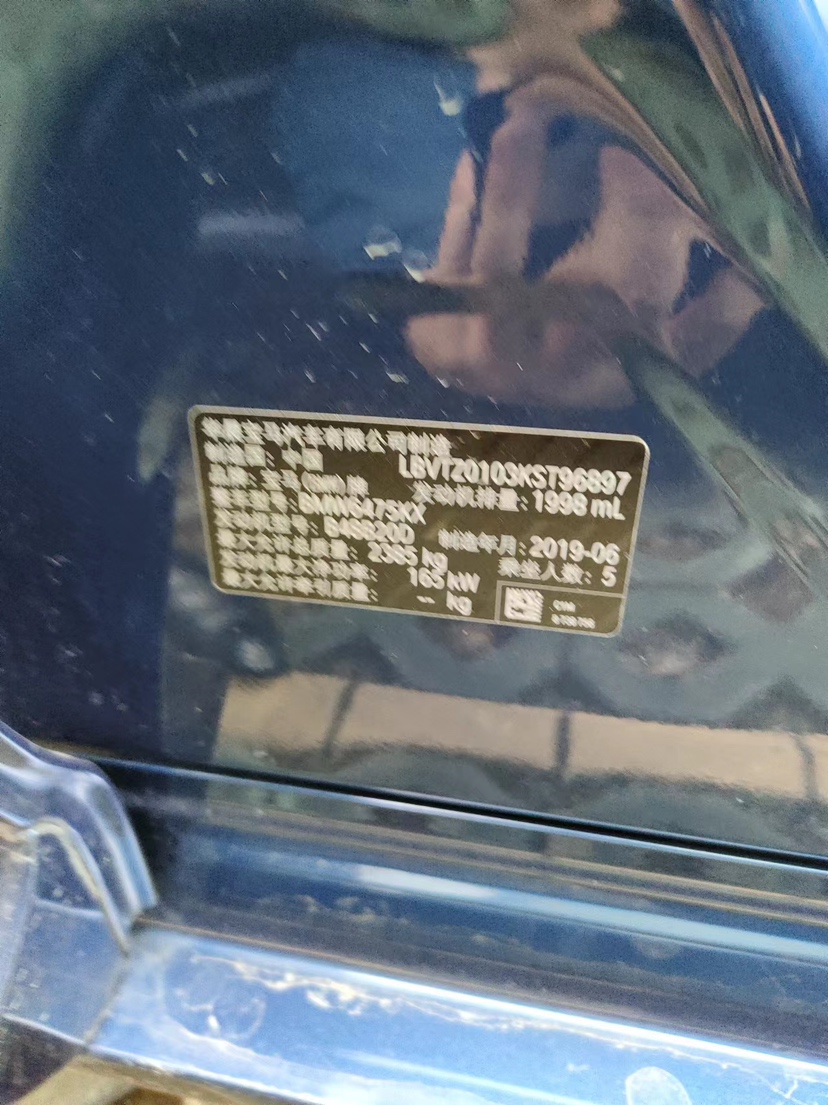 华晨宝马汽车有限公司制造
制造国: 中国 LBVTZ0103KST96897
品牌: 宝马(BMW)牌 发动机排量: 1998 mL
整车型号: BMW6475KX
发动机型号: B48B20D 制造年月: 2019-06
最大允许总质量: 2385 kg 乘坐人数: 5
发动机最大净功率: 165 kW
最大允许牵引质量: -- kg